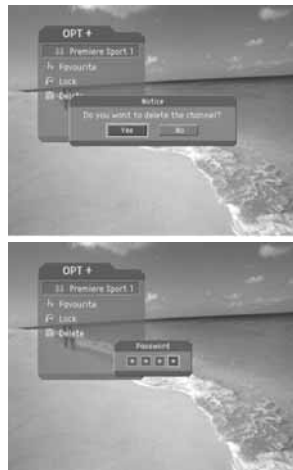 OPT +
Premiere Sport 1
Favourite
Lock
Delete
Notice
Do you want to delete the channel?
Yes
No
OPT +
Premiere Sport 1
Favourite
Lock
Delete
Password